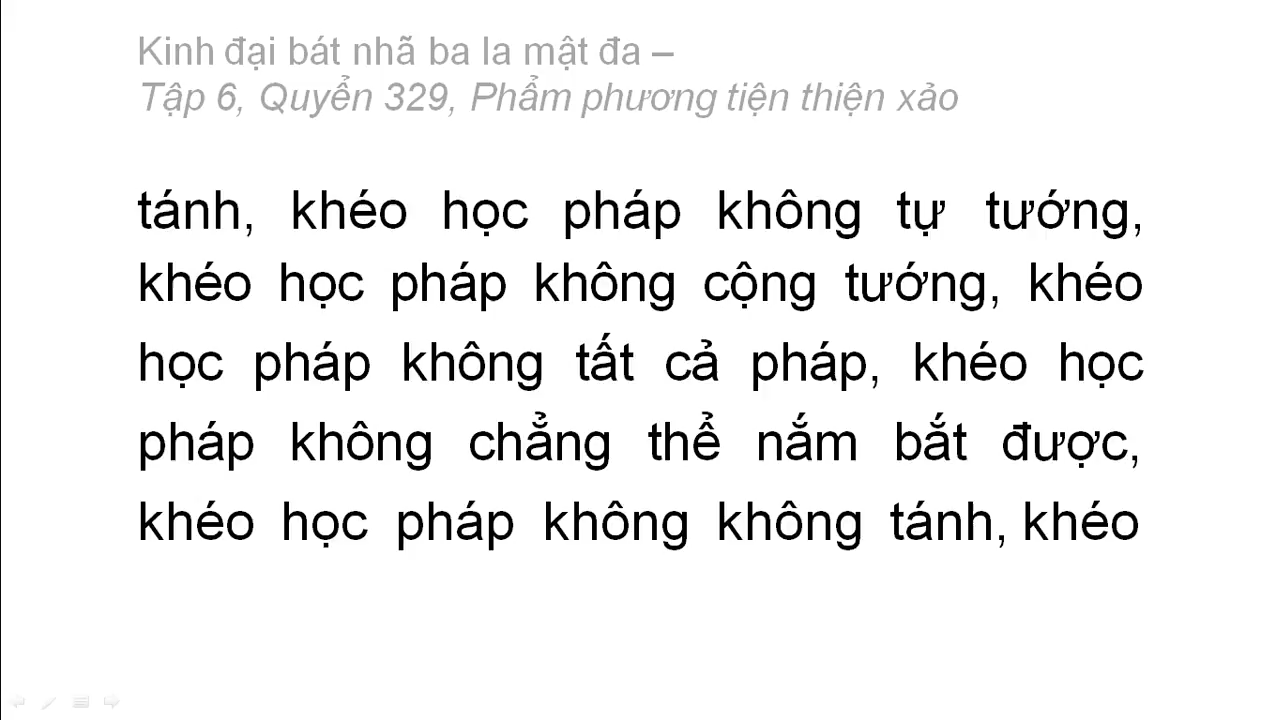 Kinh đại bát nhã ba la mật đa –
Tập 6, Quyển 329, Phẩm phương tiện thiện xảo
tánh, khéo học pháp không tự tướng,
khéo học pháp không cộng tướng, khéo
học pháp không tất cả pháp, khéo học
pháp không chẳng thể nắm bắt được,
khéo học pháp không không tánh, khéo